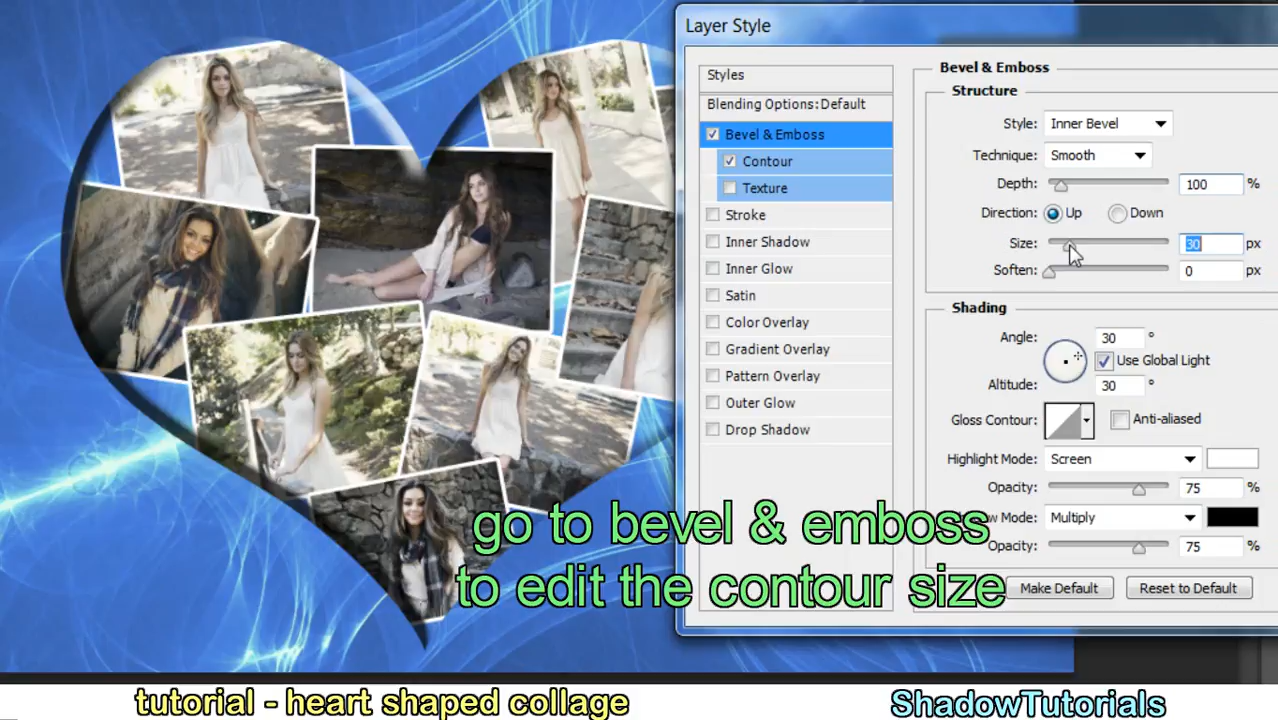 Layer Style
Styles
Blending Options:Default
Bevel & Emboss
Contour
Texture
Stroke
Inner Shadow
Inner Glow
Satin
Color Overlay
Gradient Overlay
Pattern Overlay
Outer Glow
Drop Shadow
Bevel & Emboss
Structure
Style: Inner Bevel
Technique: Smooth
Depth: 100 %
Direction: Up Down
Size: 30 px
Soften: 0 px
Shading
Angle: 30 °
Use Global Light
Altitude: 30 °
Gloss Contour: Anti-aliased
Highlight Mode: Screen
Opacity: 75 %
Mode: Multiply
Opacity: 75 %
Make Default Reset to Default
go to bevel & emboss
to edit the contour size
tutorial - heart shaped collage
ShadowTutorials